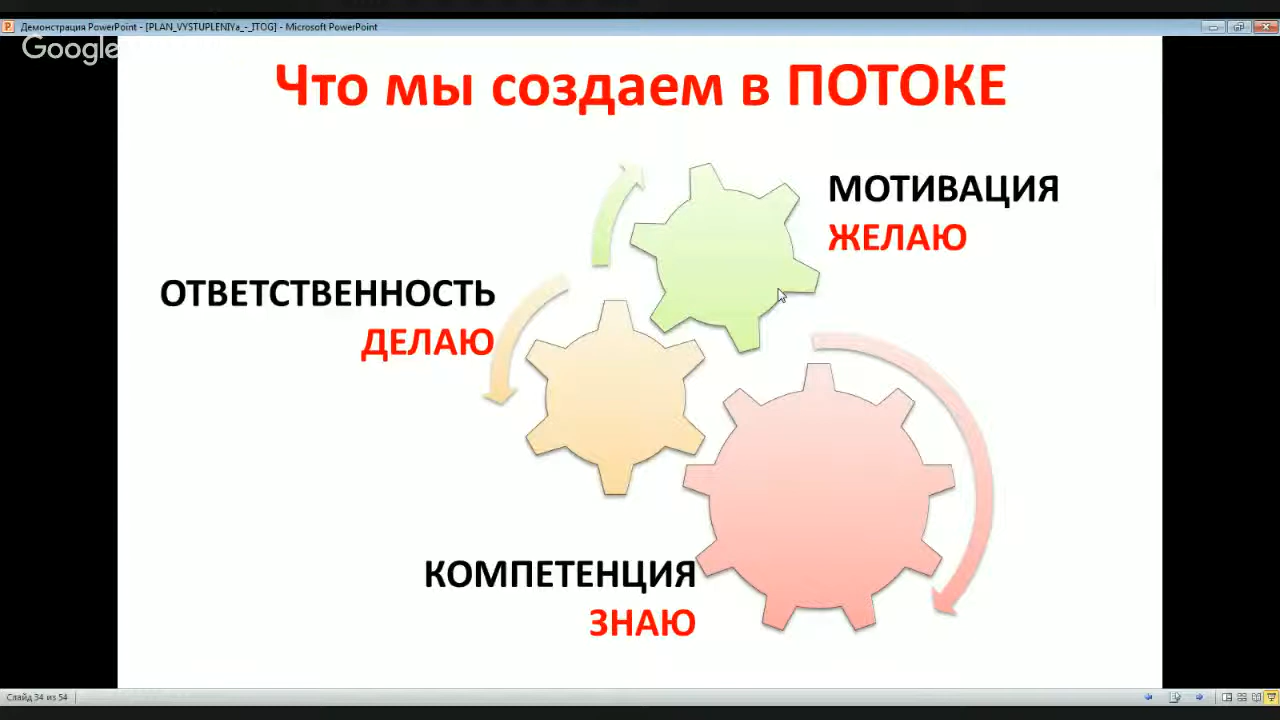 Демонстрация PowerPoint - [PLAN_VYSTUPLENIYa_-_ITOG] - Microsoft PowerPoint
Google
Что мы создаем в ПОТОКЕ
МОТИВАЦИЯ
ЖЕЛАЮ
ОТВЕТСТВЕННОСТЬ
ДЕЛАЮ
КОМПЕТЕНЦИЯ
ЗНАЮ
Слайд 34 из 54